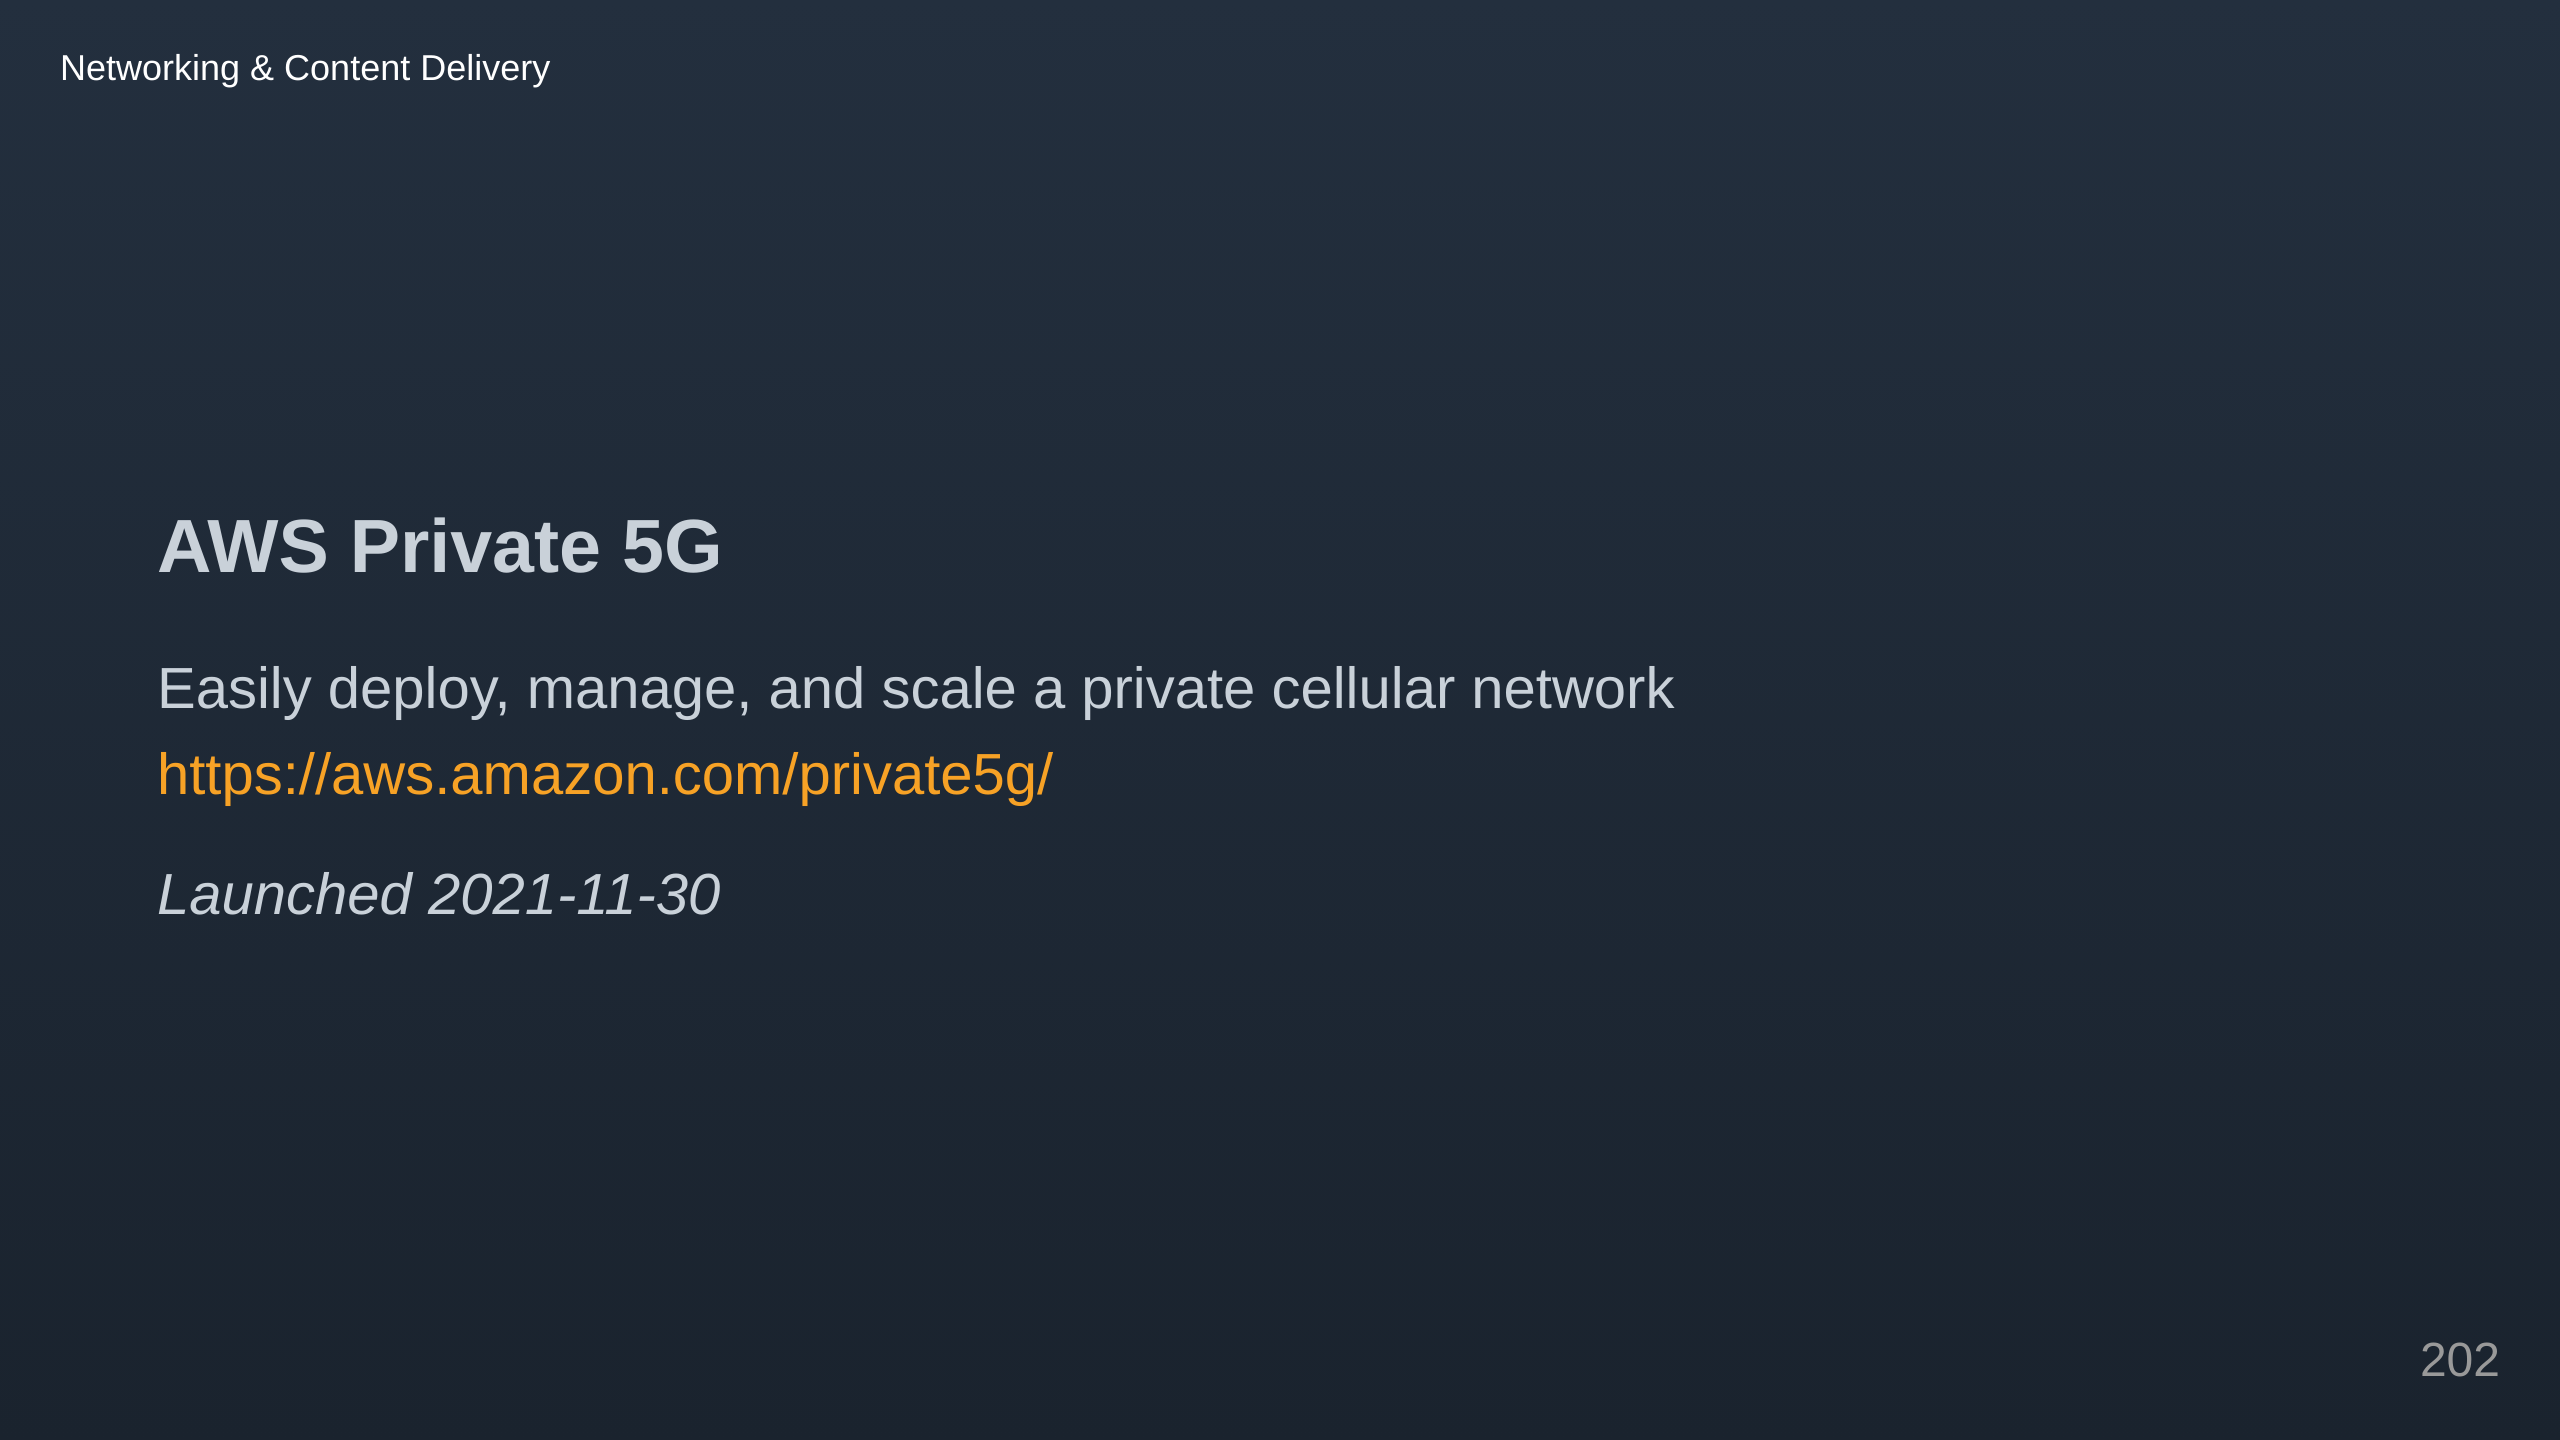 Networking & Content Delivery
AWS Private 5G
Easily deploy, manage, and scale a private cellular network
https://aws.amazon.com/private5g/
Launched 2021-11-30
202